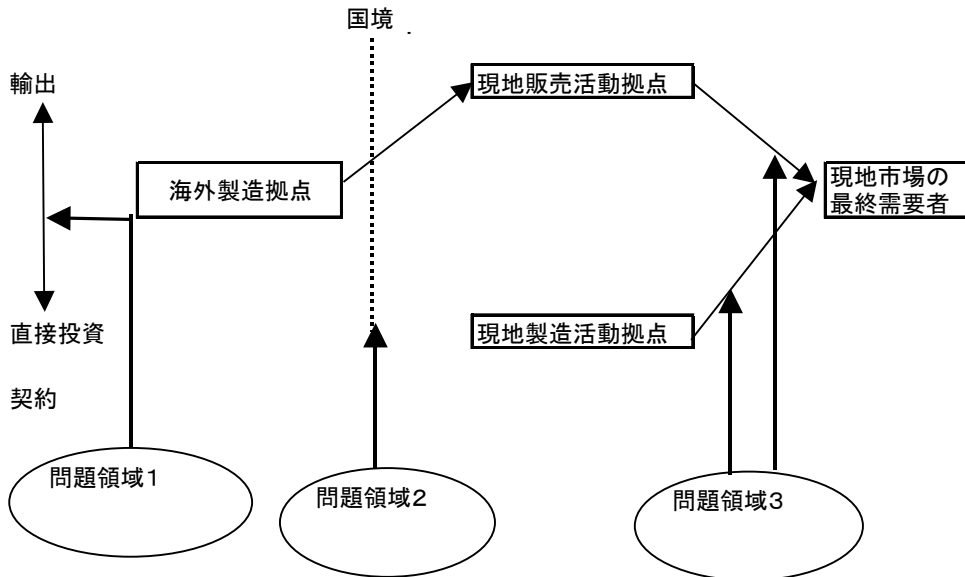 国境
輸出
現地販売活動拠点
海外製造拠点
現地市場の
最終需要者
直接投資
現地製造活動拠点
契約
問題領域1
問題領域2
問題領域3